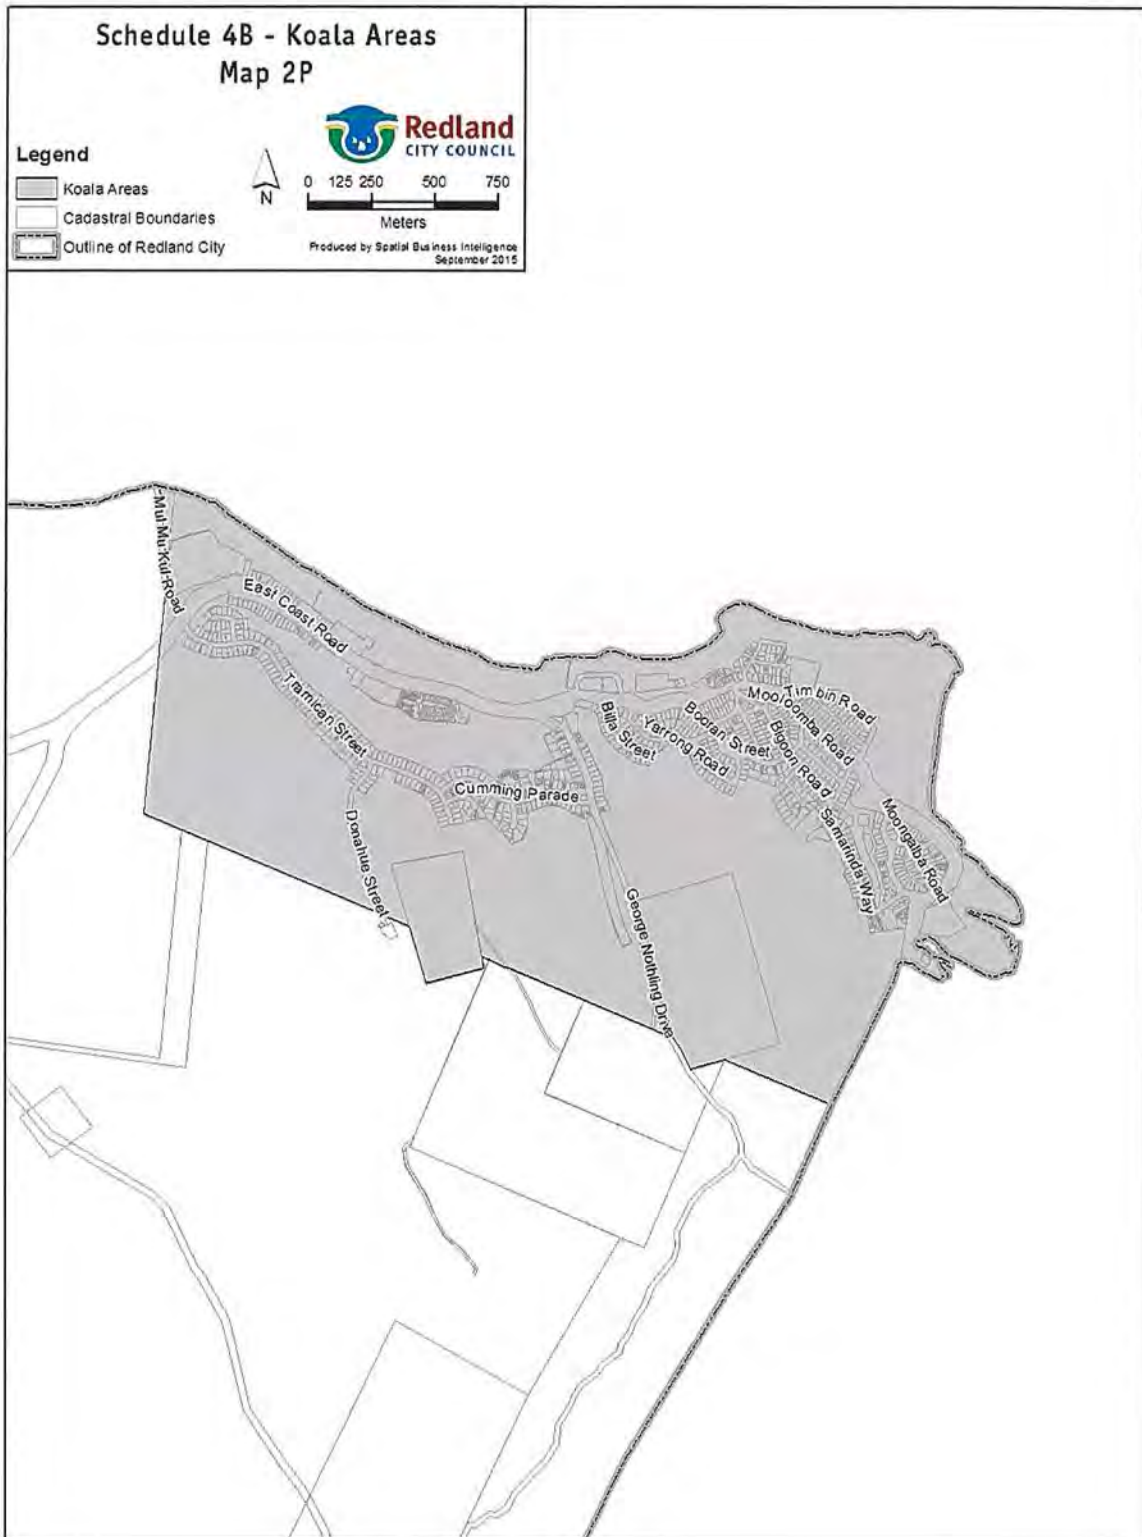 Schedule 4B - Koala Areas
Map 2P
Redland
CITY COUNCIL
Legend
Koala Areas
Cadastral Boundaries
Outline of Redland City
N
0 125 250 500 750
Meters
Produced by Spatial Business Intelligence
September 2015
Mul Mu Kul Road
East Coast Road
Tramican Street
Timbin Road
Mooloomba Road
Booran Street
Billa Street
Yarrong Road
Bigoon Road
Cumming Parade
Donahue Street
Samarinda Way
Moongalba Road
George Nothling Drive